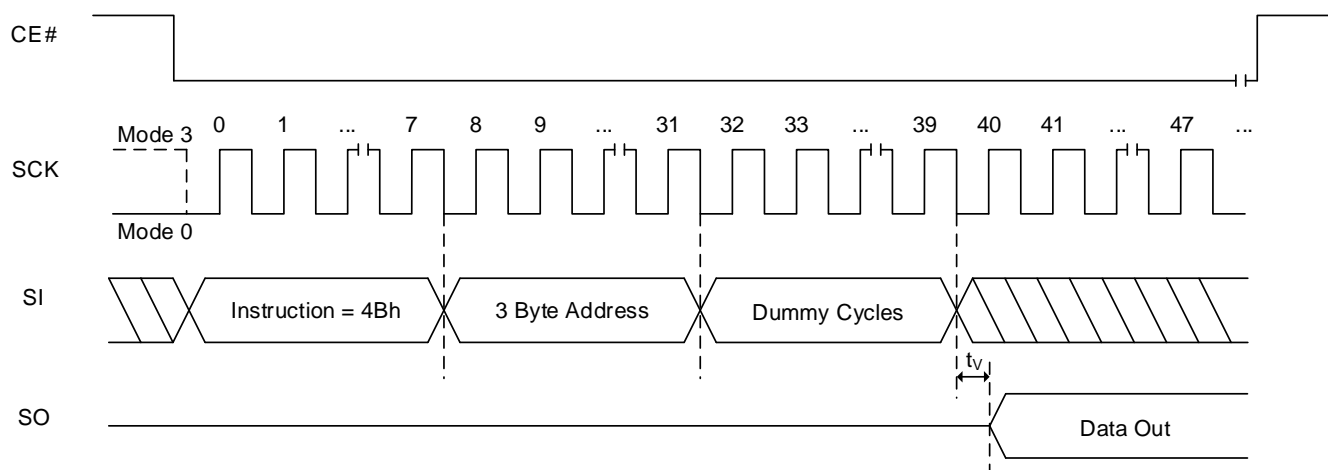 CE#
Mode 3
0 1 ... 7 8 9 ... 31 32 33 ... 39 40 41 ... 47 ...
SCK
Mode 0
SI
Instruction = 4Bh
3 Byte Address
Dummy Cycles
tV
SO
Data Out